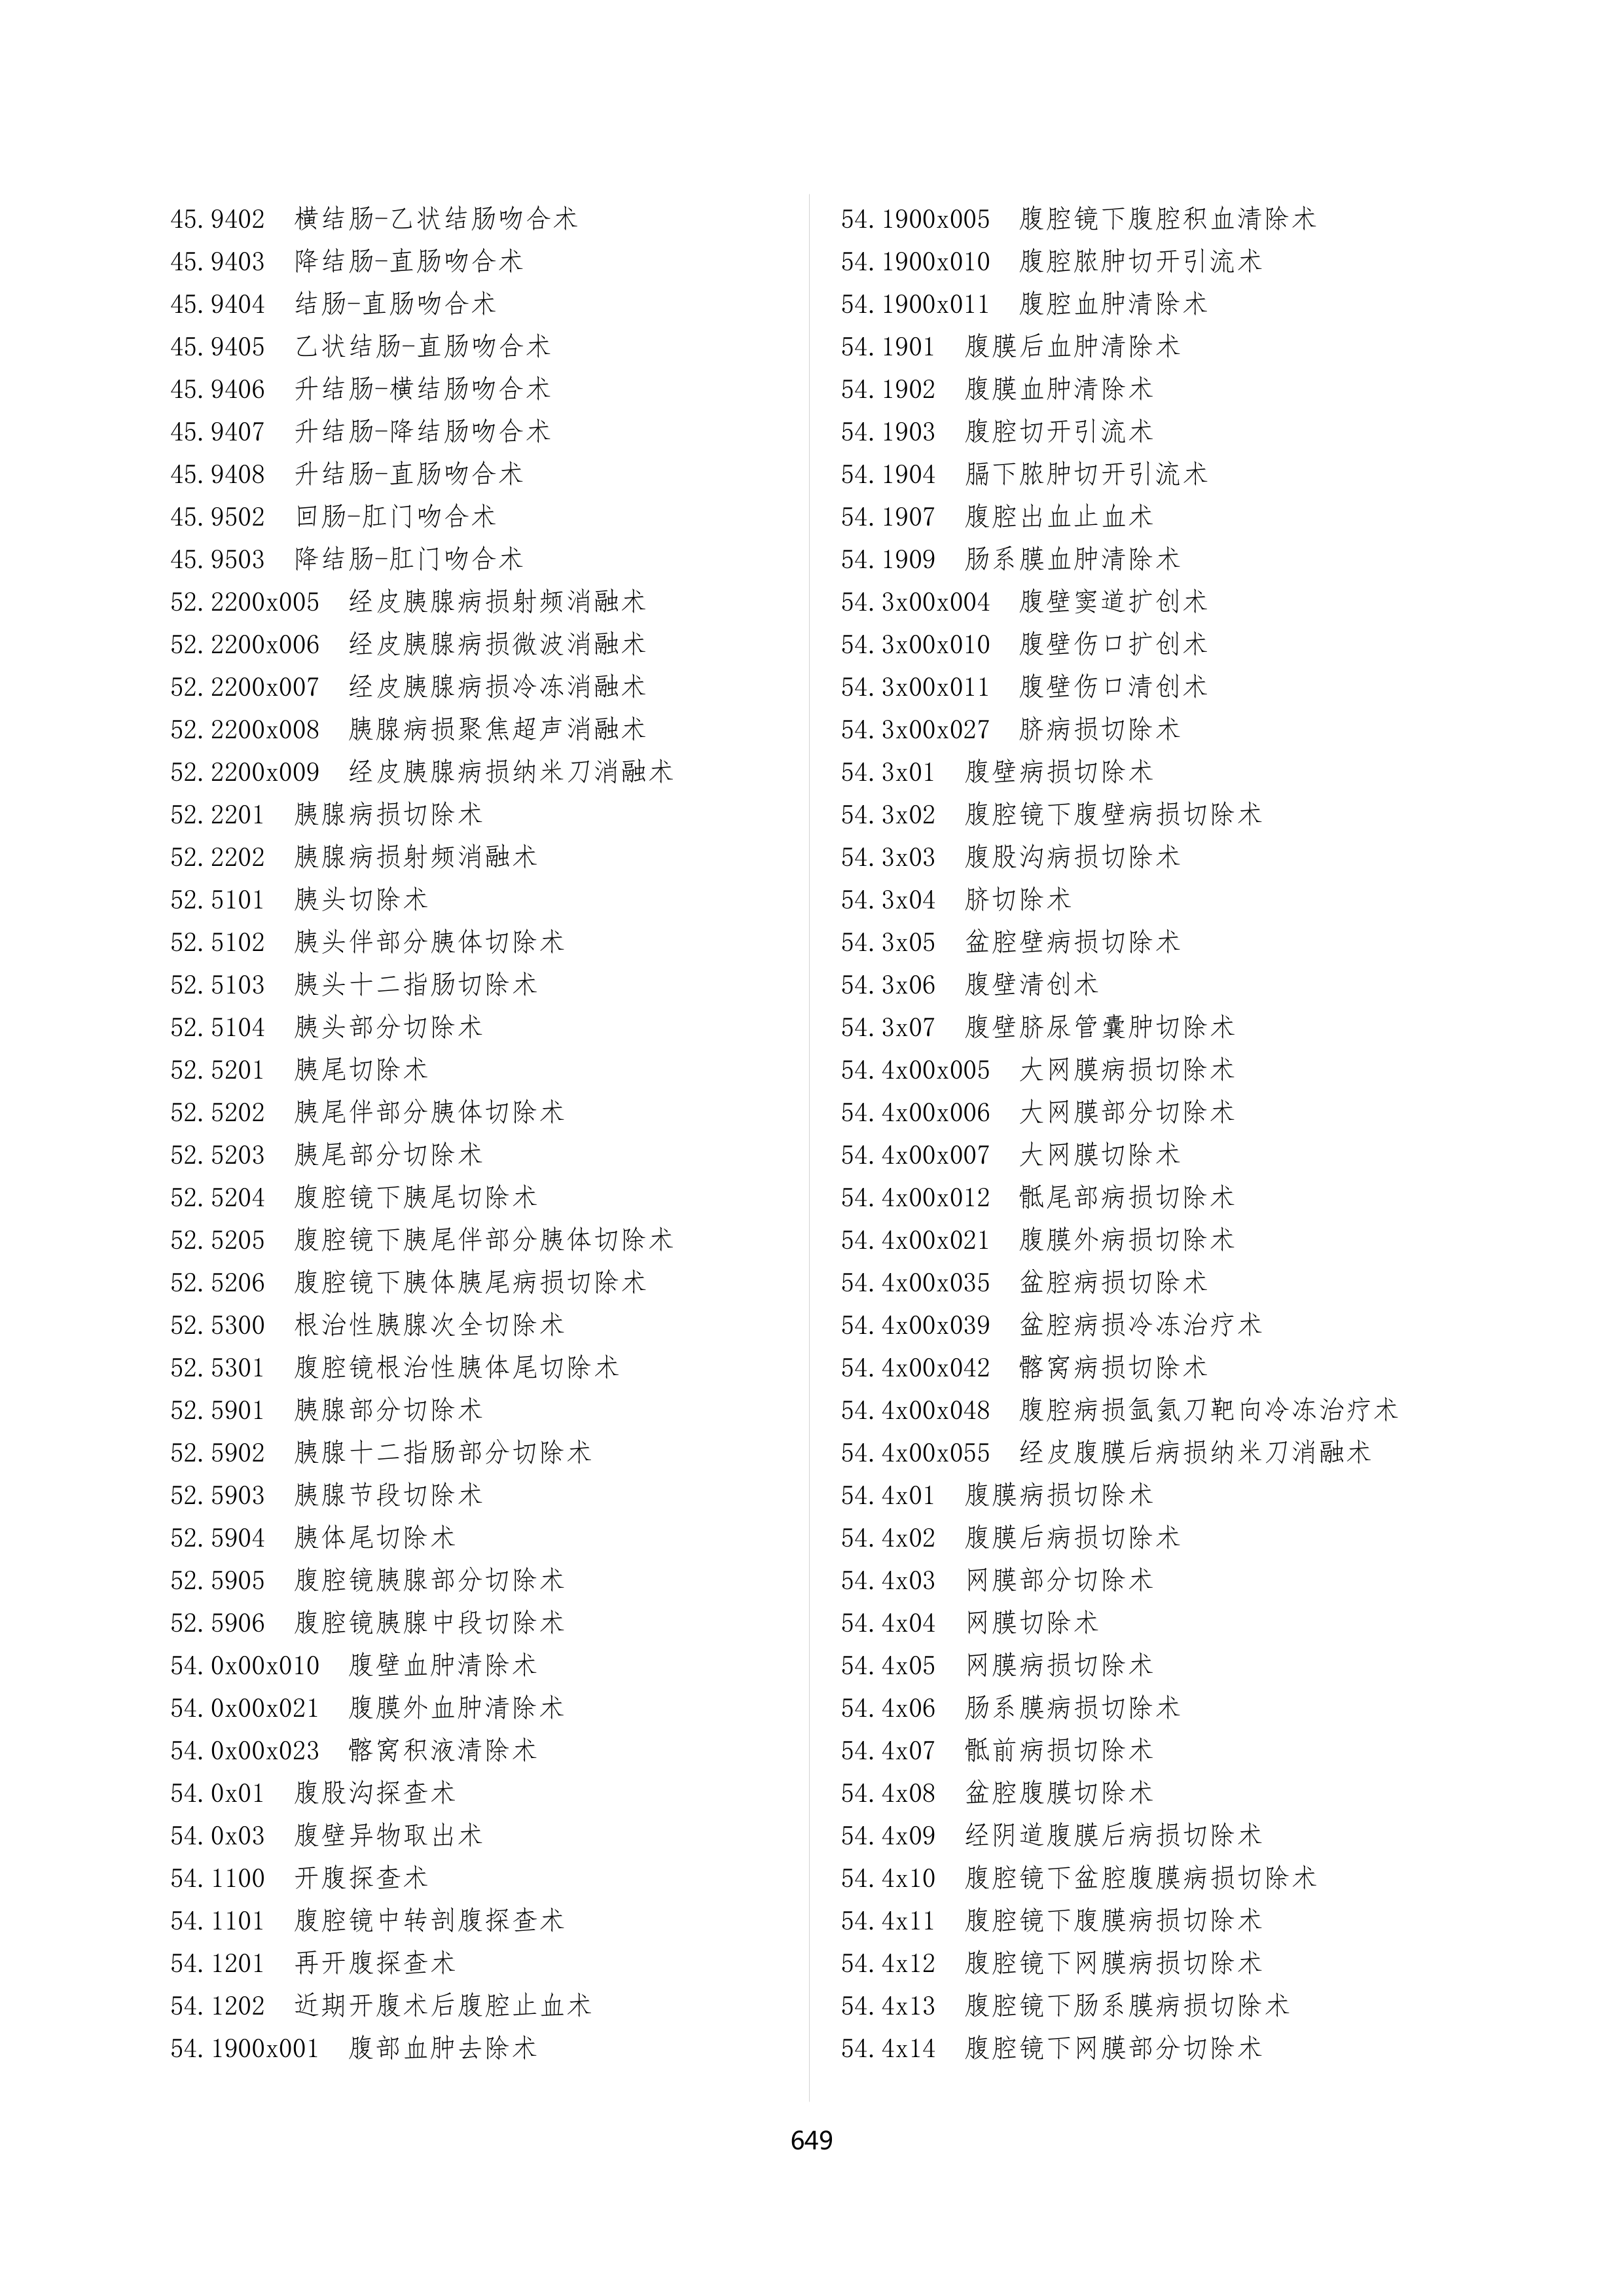 45.9402 横结肠-乙状结肠吻合术
45.9403 降结肠-直肠吻合术
45.9404 结肠-直肠吻合术
45.9405 乙状结肠-直肠吻合术
45.9406 升结肠-横结肠吻合术
45.9407 升结肠-降结肠吻合术
45.9408 升结肠-直肠吻合术
45.9502 回肠-肛门吻合术
45.9503 降结肠-肛门吻合术
52.2200x005 经皮胰腺病损射频消融术
52.2200x006 经皮胰腺病损微波消融术
52.2200x007 经皮胰腺病损冷冻消融术
52.2200x008 胰腺病损聚焦超声消融术
52.2200x009 经皮胰腺病损纳米刀消融术
52.2201 胰腺病损切除术
52.2202 胰腺病损射频消融术
52.5101 胰头切除术
52.5102 胰头伴部分胰体切除术
52.5103 胰头十二指肠切除术
52.5104 胰头部分切除术
52.5201 胰尾切除术
52.5202 胰尾伴部分胰体切除术
52.5203 胰尾部分切除术
52.5204 腹腔镜下胰尾切除术
52.5205 腹腔镜下胰尾伴部分胰体切除术
52.5206 腹腔镜下胰体胰尾病损切除术
52.5300 根治性胰腺次全切除术
52.5301 腹腔镜根治性胰体尾切除术
52.5901 胰腺部分切除术
52.5902 胰腺十二指肠部分切除术
52.5903 胰腺节段切除术
52.5904 胰体尾切除术
52.5905 腹腔镜胰腺部分切除术
52.5906 腹腔镜胰腺中段切除术
54.0x00x010 腹壁血肿清除术
54.0x00x021 腹膜外血肿清除术
54.0x00x023 髂窝积液清除术
54.0x01 腹股沟探查术
54.0x03 腹壁异物取出术
54.1100 开腹探查术
54.1101 腹腔镜中转剖腹探查术
54.1201 再开腹探查术
54.1202 近期开腹术后腹腔止血术
54.1900x001 腹部血肿去除术
54.1900x005 腹腔镜下腹腔积血清除术
54.1900x010 腹腔脓肿切开引流术
54.1900x011 腹腔血肿清除术
54.1901 腹膜后血肿清除术
54.1902 腹膜血肿清除术
54.1903 腹腔切开引流术
54.1904 膈下脓肿切开引流术
54.1907 腹腔出血止血术
54.1909 肠系膜血肿清除术
54.3x00x004 腹壁窦道扩创术
54.3x00x010 腹壁伤口扩创术
54.3x00x011 腹壁伤口清创术
54.3x00x027 脐病损切除术
54.3x01 腹壁病损切除术
54.3x02 腹腔镜下腹壁病损切除术
54.3x03 腹股沟病损切除术
54.3x04 脐切除术
54.3x05 盆腔壁病损切除术
54.3x06 腹壁清创术
54.3x07 腹壁脐尿管囊肿切除术
54.4x00x005 大网膜病损切除术
54.4x00x006 大网膜部分切除术
54.4x00x007 大网膜切除术
54.4x00x012 骶尾部病损切除术
54.4x00x021 腹膜外病损切除术
54.4x00x035 盆腔病损切除术
54.4x00x039 盆腔病损冷冻治疗术
54.4x00x042 髂窝病损切除术
54.4x00x048 腹腔病损氩氦刀靶向冷冻治疗术
54.4x00x055 经皮腹膜后病损纳米刀消融术
54.4x01 腹膜病损切除术
54.4x02 腹膜后病损切除术
54.4x03 网膜部分切除术
54.4x04 网膜切除术
54.4x05 网膜病损切除术
54.4x06 肠系膜病损切除术
54.4x07 骶前病损切除术
54.4x08 盆腔腹膜切除术
54.4x09 经阴道腹膜后病损切除术
54.4x10 腹腔镜下盆腔腹膜病损切除术
54.4x11 腹腔镜下腹膜病损切除术
54.4x12 腹腔镜下网膜病损切除术
54.4x13 腹腔镜下肠系膜病损切除术
54.4x14 腹腔镜下网膜部分切除术
649